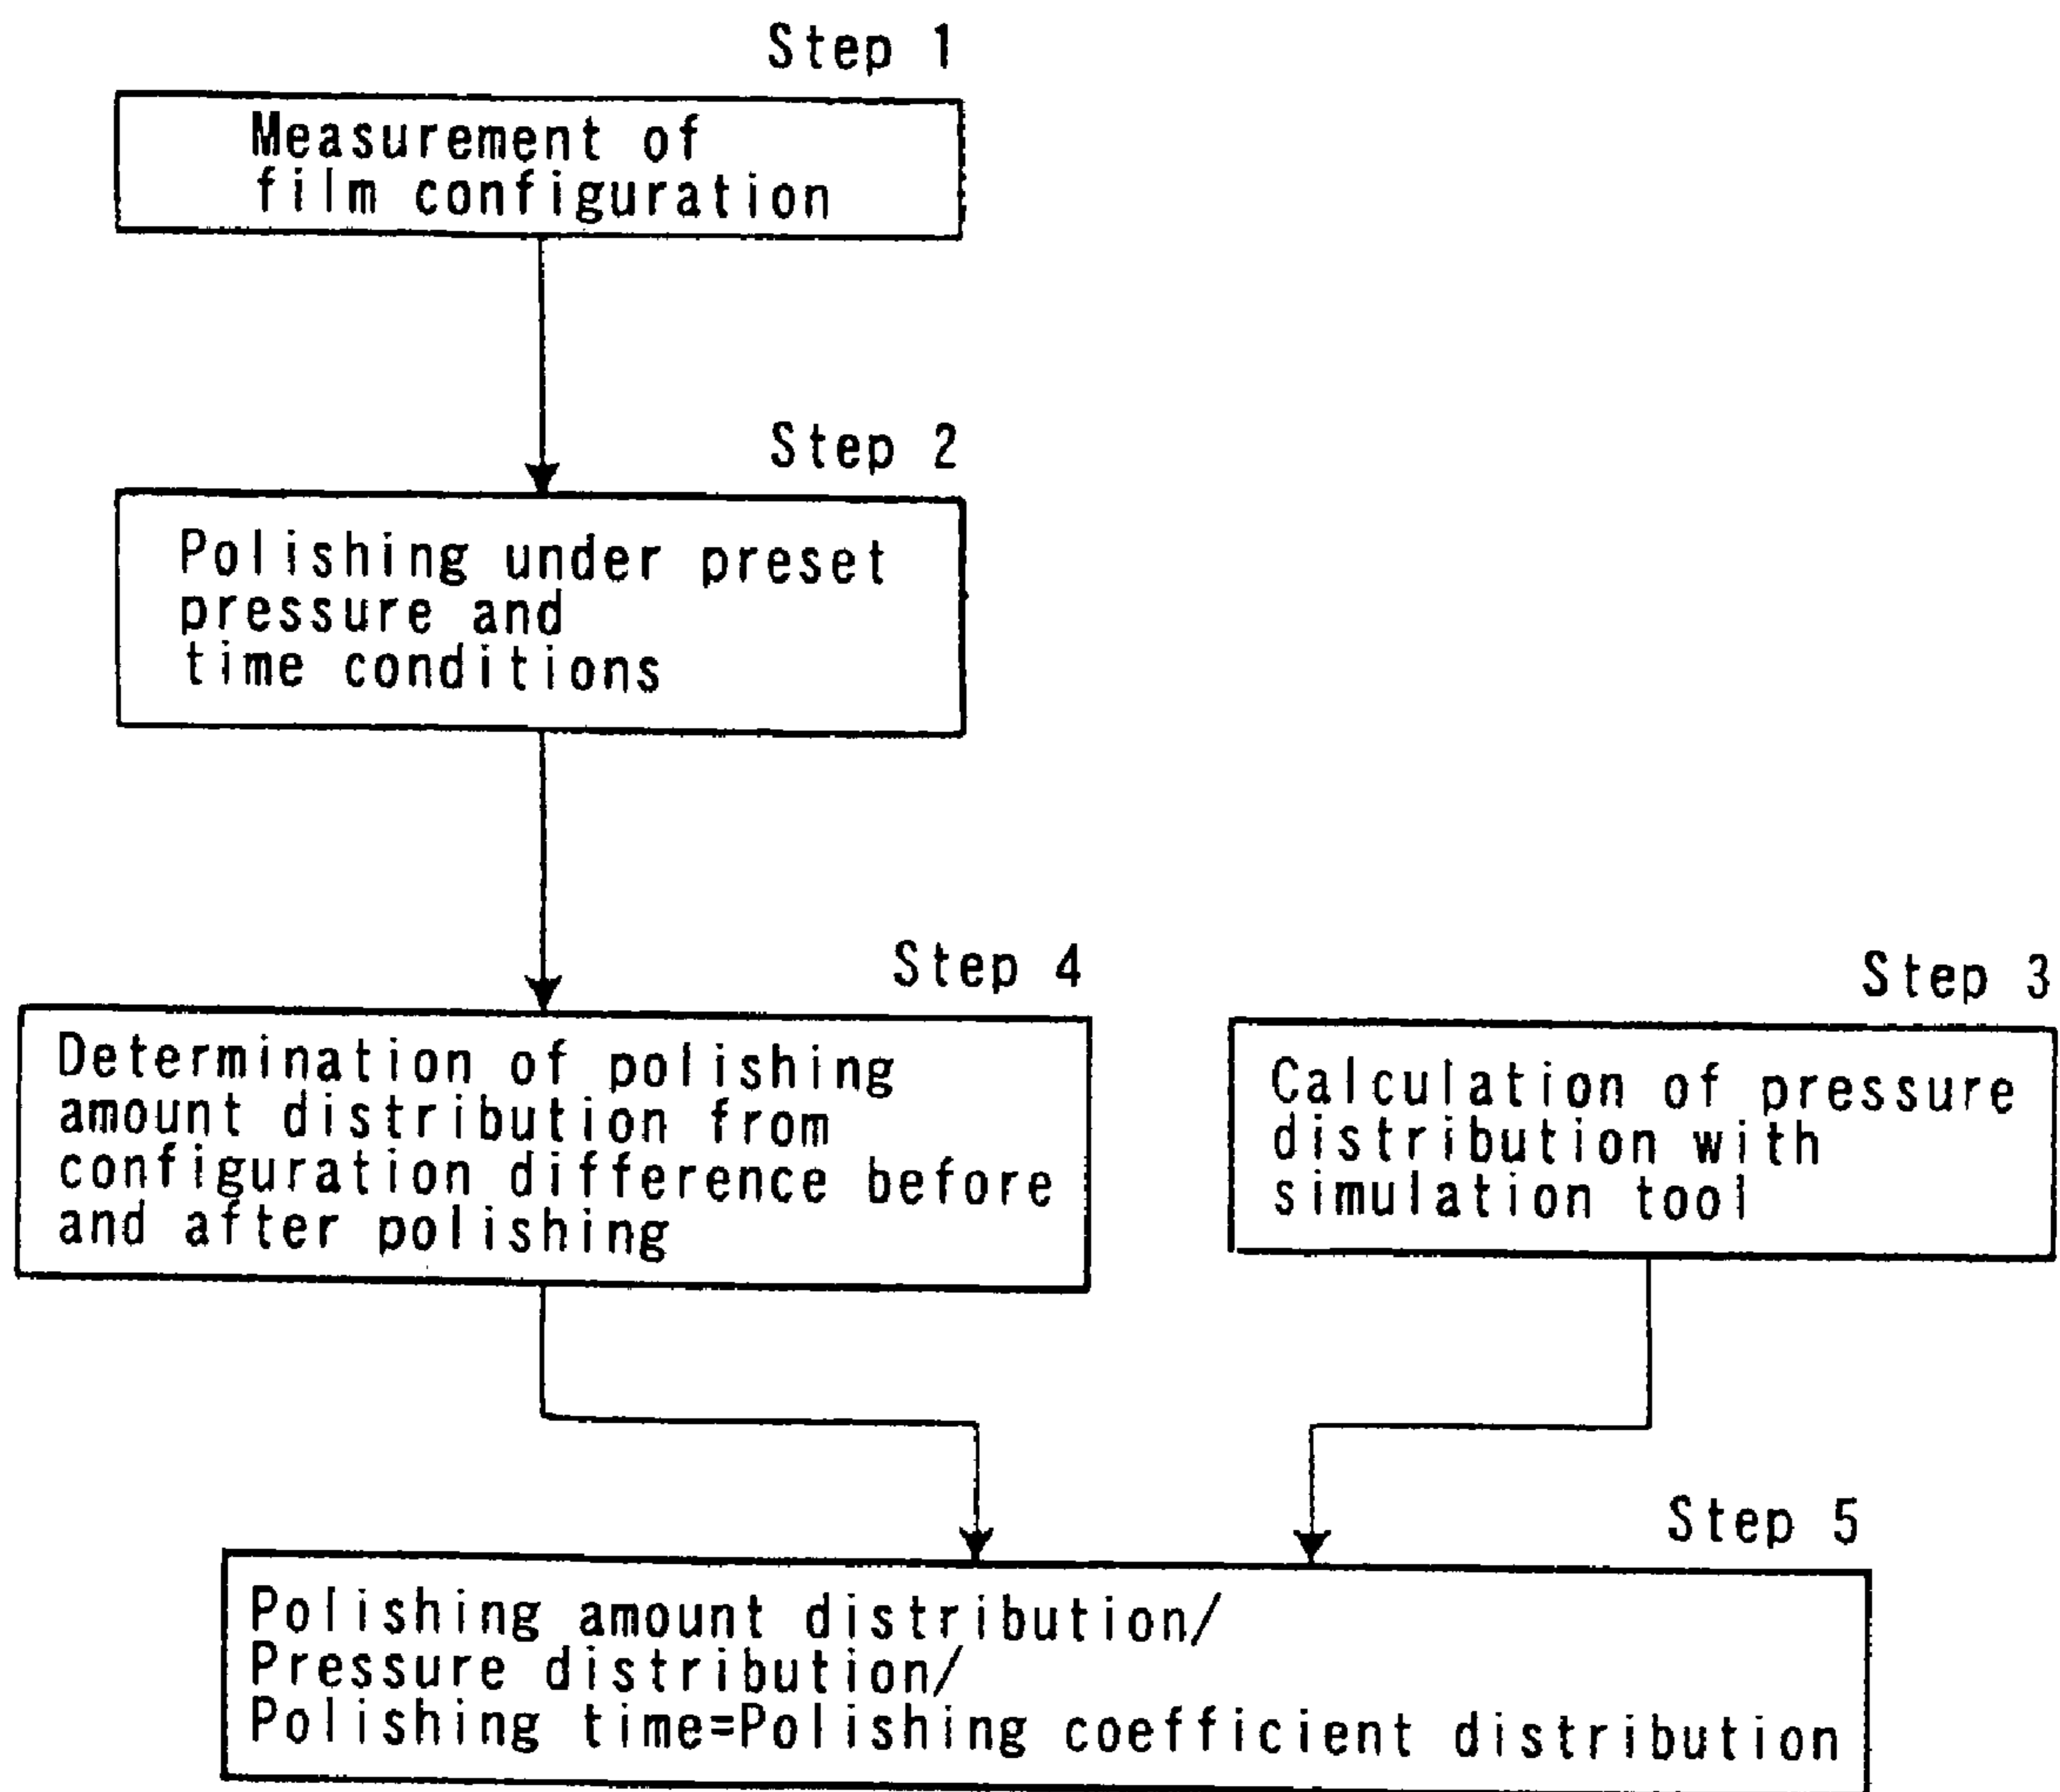 Step 1
Measurement of
film configuration
Step 2
Polishing under preset
pressure and
time conditions
Step 4
Determination of polishing
amount distribution from
configuration difference before
and after polishing
Step 3
Calculation of pressure
distribution with
simulation tool
Step 5
Polishing amount distribution/
Pressure distribution/
Polishing time=Polishing coefficient distribution